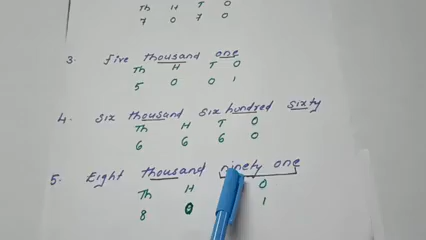 Th H T O
7 0 7 0
3. Five thousand one
Th H T O
5 0 0 1
4. Six thousand six hundred sixty
Th H T O
6 6 6 0
5. Eight thousand ninety one
Th H O
8 0 1